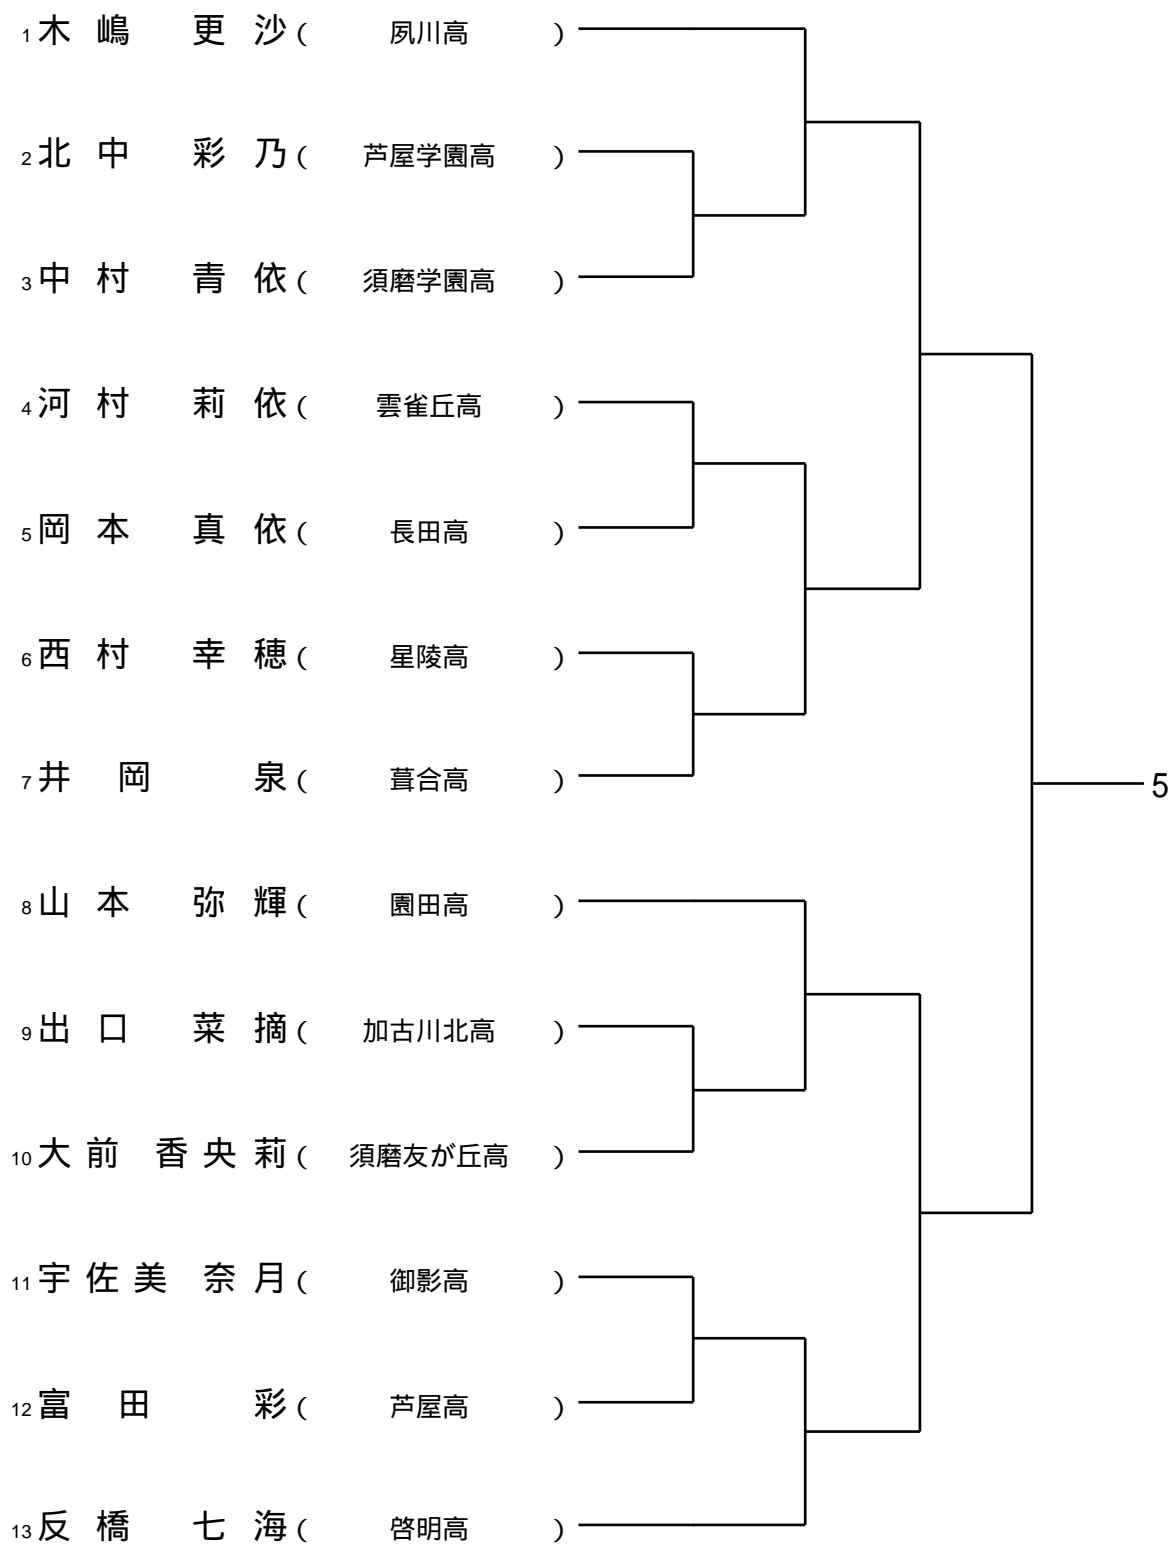 1 木嶋 更沙 ( 夙川高 )
2 北中 彩乃 ( 芦屋学園高 )
3 中村 青依 ( 須磨学園高 )
4 河村 莉依 ( 雲雀丘高 )
5 岡本 真依 ( 長田高 )
6 西村 幸穂 ( 星陵高 )
7 井岡 泉 ( 葺合高 )
5
8 山本 弥輝 ( 園田高 )
9 出口 菜摘 ( 加古川北高 )
10 大前 香央莉 ( 須磨友が丘高 )
11 宇佐美 奈月 ( 御影高 )
12 富田 彩 ( 芦屋高 )
13 反橋 七海 ( 啓明高 )